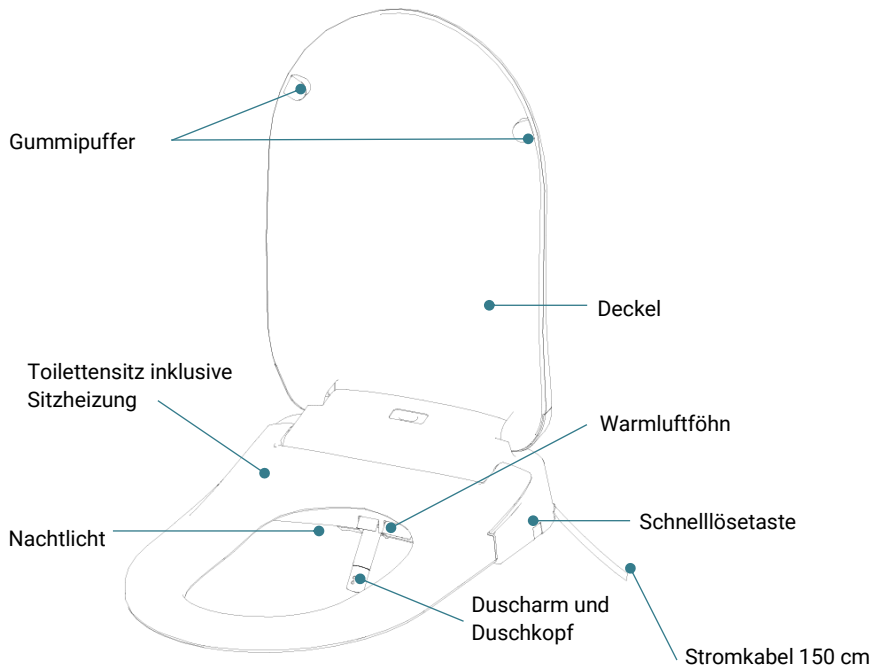 Gummipuffer
Deckel
Toilettensitz inklusive
Sitzheizung
Warmluftföhn
Schnelllösetaste
Nachtlicht
Duscharm und
Duschkopf
Stromkabel 150 cm